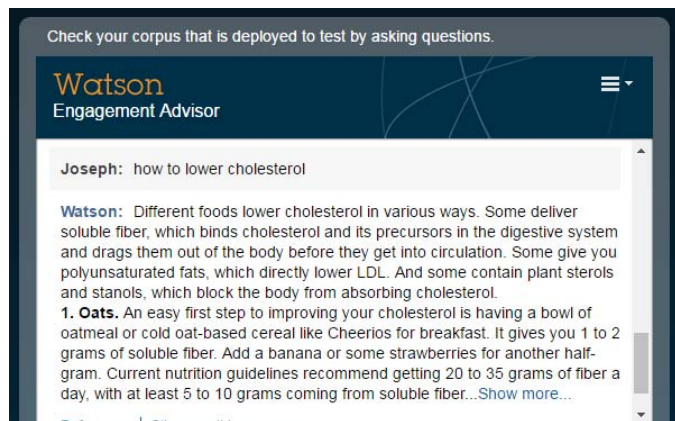 Check your corpus that is deployed to test by asking questions.
Watson
Engagement Advisor
Joseph: how to lower cholesterol
Watson: Different foods lower cholesterol in various ways. Some deliver
soluble fiber, which binds cholesterol and its precursors in the digestive system
and drags them out of the body before they get into circulation. Some give you
polyunsaturated fats, which directly lower LDL. And some contain plant sterols
and stanols, which block the body from absorbing cholesterol.
1. Oats. An easy first step to improving your cholesterol is having a bowl of
oatmeal or cold oat-based cereal like Cheerios for breakfast. It gives you 1 to 2
grams of soluble fiber. Add a banana or some strawberries for another half-
gram. Current nutrition guidelines recommend getting 20 to 35 grams of fiber a
day, with at least 5 to 10 grams coming from soluble fiber...Show more...